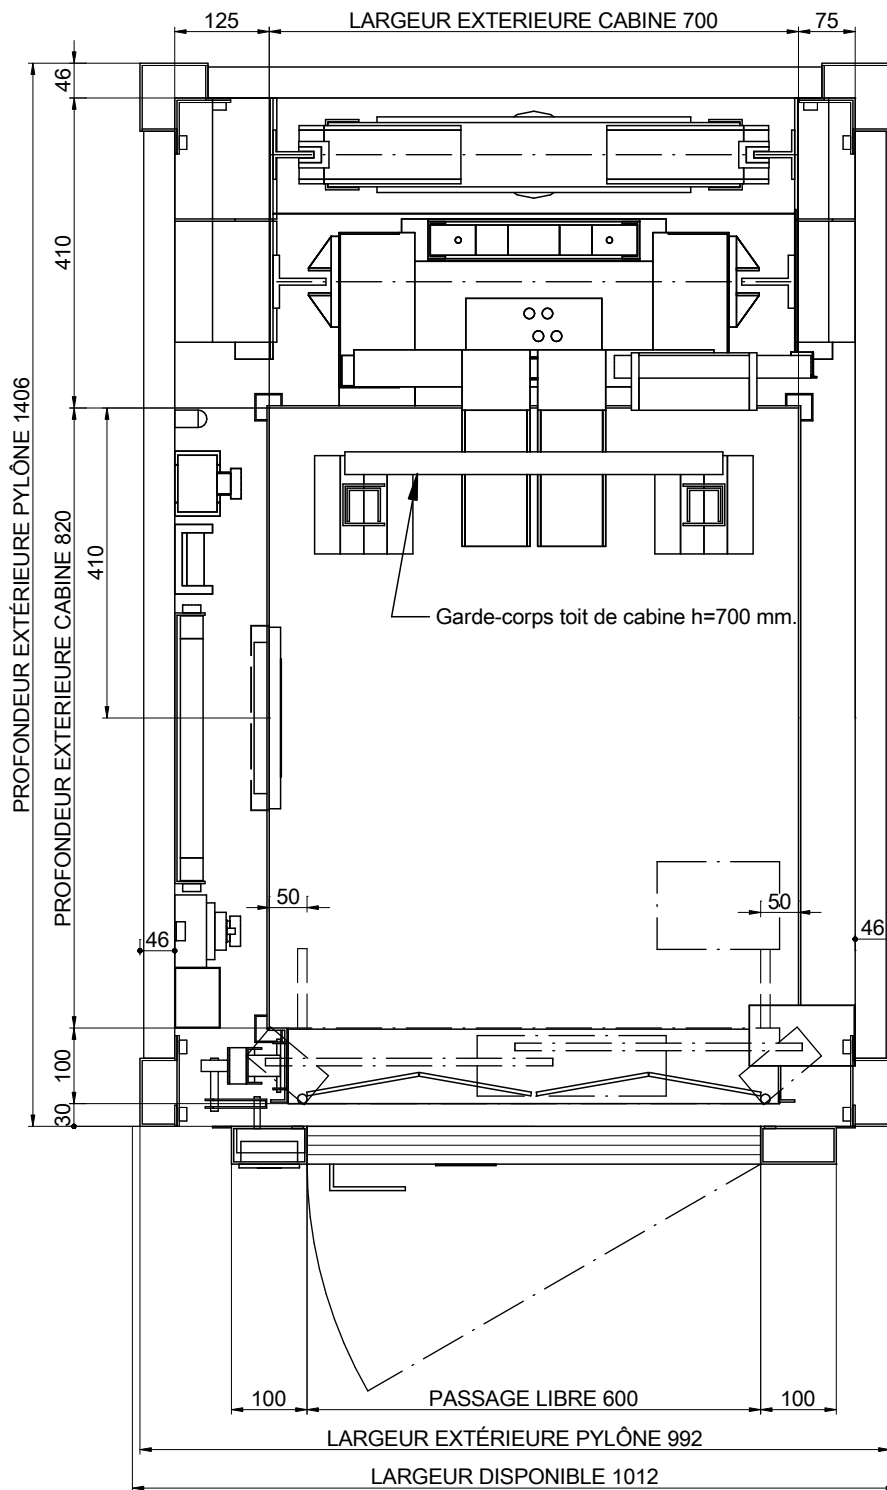 125
LARGEUR EXTERIEURE CABINE 700
75
46
410
PROFONDEUR EXTÉRIEURE PYLÔNE 1406
PROFONDEUR EXTERIEURE CABINE 820
410
Garde-corps toit de cabine h=700 mm.
50
50
46
46
100
30
100
PASSAGE LIBRE 600
100
LARGEUR EXTÉRIEURE PYLÔNE 992
LARGEUR DISPONIBLE 1012